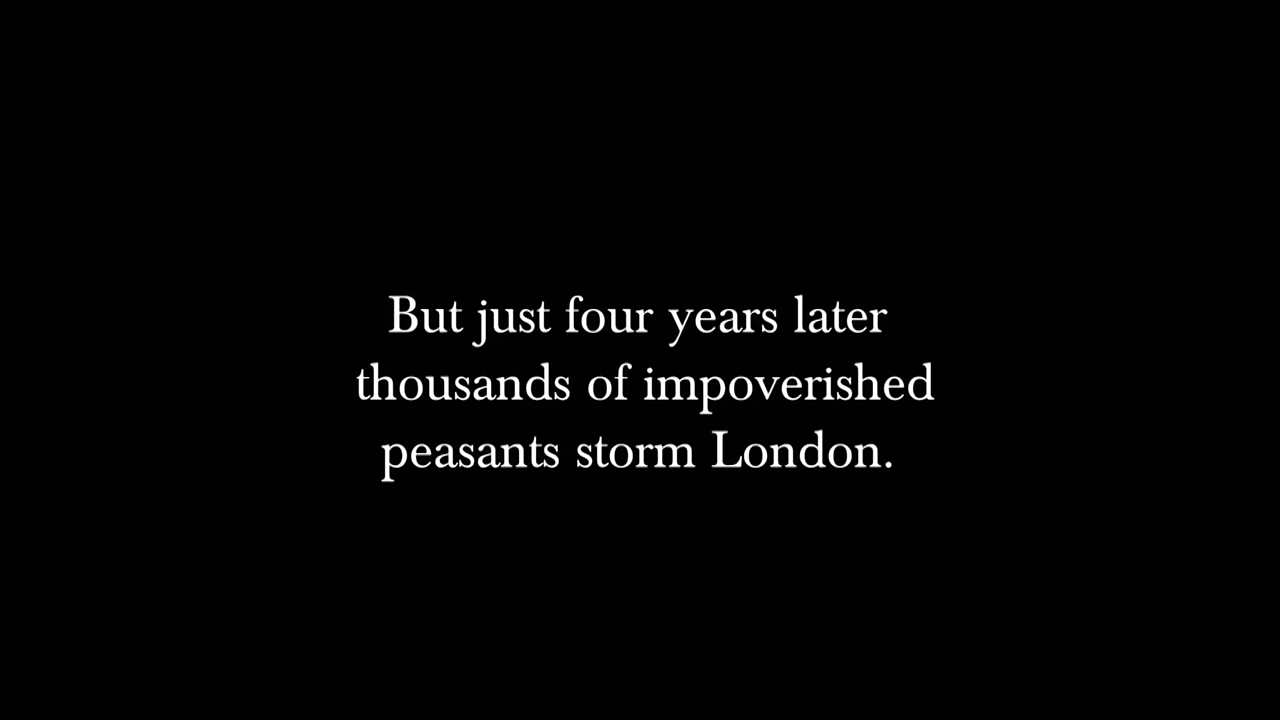 But just four years later
thousands of impoverished
peasants storm London.